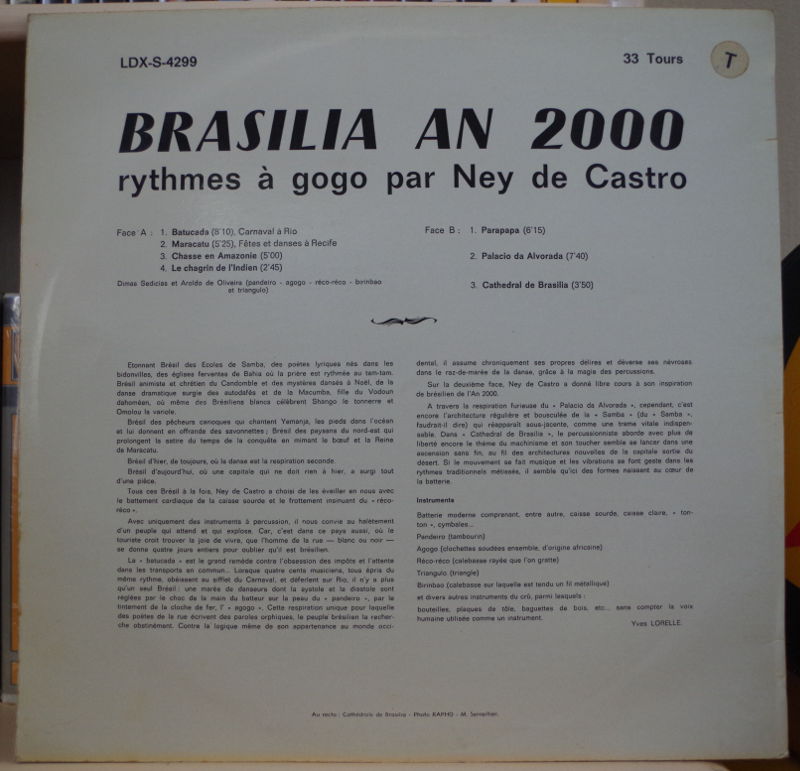 LDX-S-4299
33 Tours
T
BRASILIA AN 2000
rythmes à gogo par Ney de Castro
Face A : 1. Batucada (8'10), Carnaval à Rio
2. Maracatu (5'25), Fêtes et danses à Recife
3. Chasse en Amazonie (5'00)
4. Le chagrin de l'Indien (2'45)
Dimas Sedicias et Aroldo de Oliveira (pandeiro - agogo - réco-réco - birinbao
et triangulo)
Face B : 1. Parapapa (6'15)
2. Palacio da Alvorada (7'40)
3. Cathedral de Brasilia (3'50)
Etonnant Brésil des Ecoles de Samba, des poètes lyriques nés dans les
bidonvilles, des églises ferventes de Bahia où la prière est rythmée au tam-tam.
Brésil animiste et chrétien du Candomble et des mystères dansés à Noël, de la
danse dramatique surgie des autodafés et de la Macumba, fille du Vodoun
dahoméen, où même des Brésiliens blancs célèbrent Shango le tonnerre et
Omolou la variole.
Brésil des pêcheurs canoques qui chantent Yemanja, les pieds dans l'océan
et lui donnent en offrande des savonnettes ; Brésil des paysans du nord-est qui
prolongent la satire du temps de la conquête en mimant le bœuf et la Reine
de Maracatu.
Brésil d'hier, de toujours, où la danse est la respiration seconde.
Brésil d'aujourd'hui, où une capitale qui ne doit rien à hier, a surgi tout
d'une pièce.
Tous ces Brésil à la fois, Ney de Castro a choisi de les éveiller en nous avec
le battement cardiaque de la caisse sourde et le frottement insinuant du « réco-
réco ».
Avec uniquement des instruments à percussion, il nous convie au halètement
d'un peuple qui attend et qui explose. Car, c'est dans ce pays aussi, où le
touriste croit trouver la joie de vivre, que l'homme de la rue — blanc ou noir —
se donne quatre jours entiers pour oublier qu'il est brésilien.
La « batucada » est le grand remède contre l'obsession des impôts et l'attente
dans les transports en commun... Lorsque quatre cents musiciens, tous épris du
même rythme, obéissent au sifflet du Carnaval, et déferlent sur Rio, il n'y a plus
qu'un seul Brésil : une marée de danseurs dont la systole et la diastole sont
réglées par le choc de la main du batteur sur la peau du « pandeiro », par le
tintement de la cloche de fer, l' « agogo ». Cette respiration unique pour laquelle
des poètes de la rue écrivent des paroles orphiques, le peuple brésilien la recher-
che obstinément. Contre la logique même de son appartenance au monde occi-
dental, il assume chroniquement ses propres délires et déverse ses névroses
dans le raz-de-marée de la danse, grâce à la magie des percussions.
Sur la deuxième face, Ney de Castro a donné libre cours à son inspiration
de brésilien de l'An 2000.
A travers la respiration furieuse du « Palacio da Alvorada », cependant, c'est
encore l'architecture régulière et bousculée de la « Samba » (du « Samba »,
faudrait-il dire) qui réapparaît sous-jacente, comme une trame vitale indispen-
sable. Dans « Cathedral de Brasilia », le percussionniste aborde avec plus de
liberté encore le thème du machinisme et son toucher semble se lancer dans une
ascension sans fin, au fil des architectures nouvelles de la capitale sortie du
désert. Si le mouvement se fait musique et les vibrations se font geste dans les
rythmes traditionnels métissés, il semble qu'ici des formes naissent au cœur de
la batterie.
Instruments
Batterie moderne comprenant, entre autre, caisse sourde, caisse claire, « ton-
ton », cymbales...
Pandeiro (tambourin)
Agogo (clochettes soudées ensemble, d'origine africaine)
Réco-réco (calebasse rayée que l'on gratte)
Triangulo (triangle)
Birinbao (calebasse sur laquelle est tendu un fil métallique)
et divers autres instruments du crû, parmi lesquels :
bouteilles, plaques de tôle, baguettes de bois, etc... sans compter la voix
humaine utilisée comme un instrument.
Yves LORELLE.
Au recto : Cathédrale de Brasilia - Photo RAPHO - M. Serraillier.